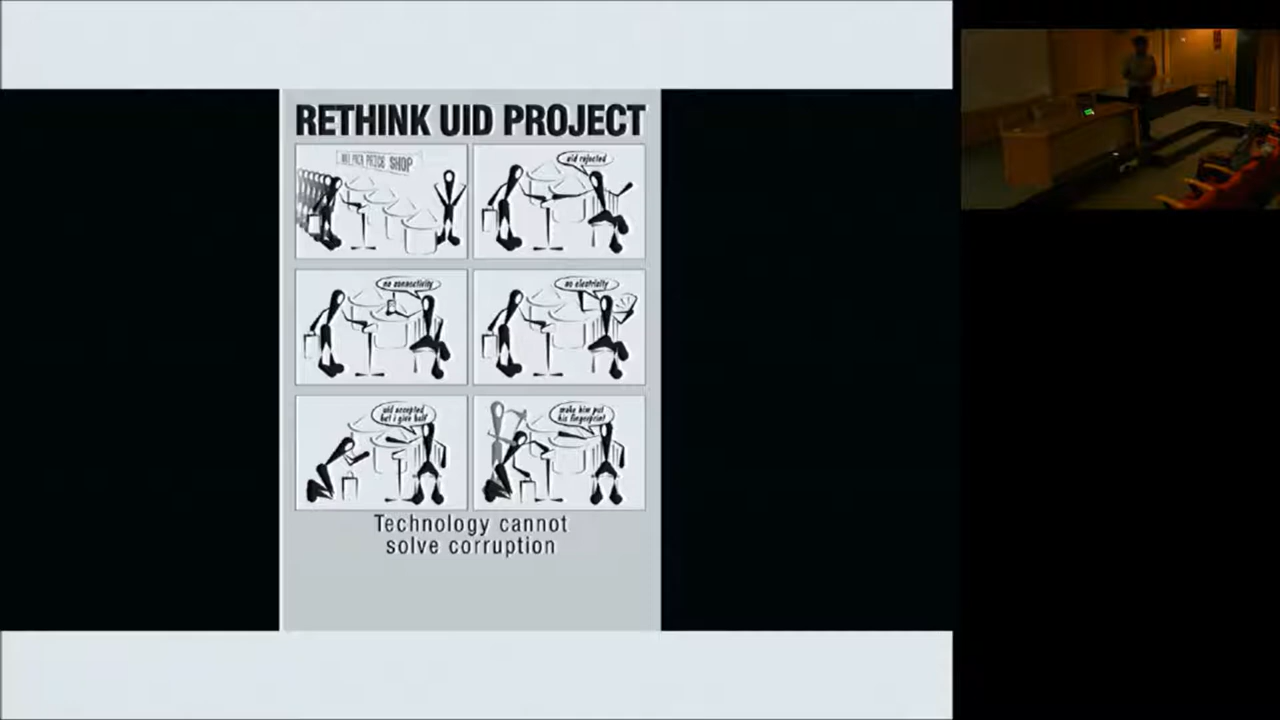 RETHINK UID PROJECT
PRICE SHOP
uid rejected
no connectivity
no electricity
uid accepted
but i give half
make him put
his fingerprint
Technology cannot
solve corruption